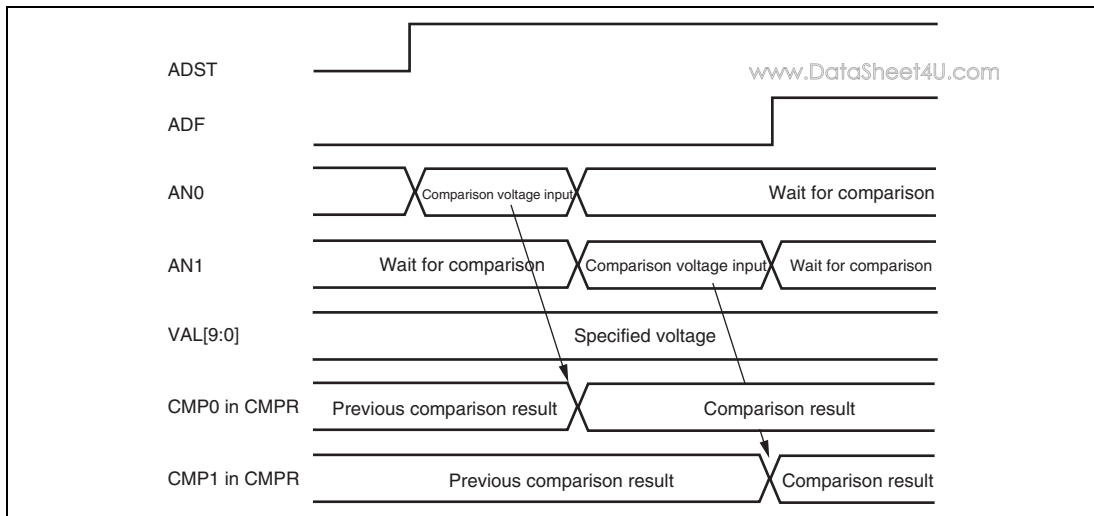 ADST
www.DataSheet4U.com
ADF
AN0
Comparison voltage input
Wait for comparison
AN1
Wait for comparison
Comparison voltage input
Wait for comparison
VAL[9:0]
Specified voltage
CMP0 in CMPR
Previous comparison result
Comparison result
CMP1 in CMPR
Previous comparison result
Comparison result